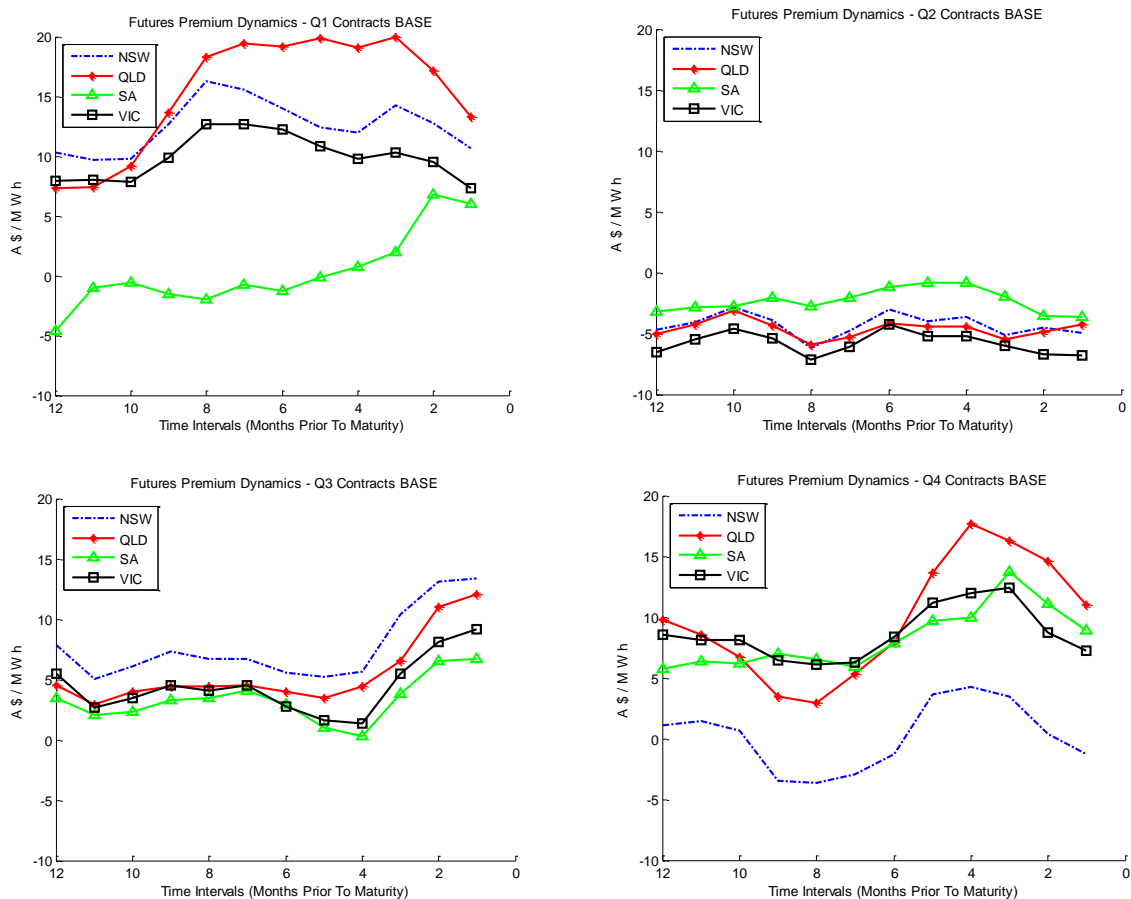 Futures Premium Dynamics - Q1 Contracts BASE
20
15
10
5
0
-5
-10
A $ / M W h
NSW
QLD
SA
VIC
12 10 8 6 4 2 0
Time Intervals (Months Prior To Maturity)
Futures Premium Dynamics - Q2 Contracts BASE
20
15
10
5
0
-5
-10
A $ / M W h
NSW
QLD
SA
VIC
12 10 8 6 4 2 0
Time Intervals (Months Prior To Maturity)
Futures Premium Dynamics - Q3 Contracts BASE
20
15
10
5
0
-5
-10
A $ / M W h
NSW
QLD
SA
VIC
12 10 8 6 4 2 0
Time Intervals (Months Prior To Maturity)
Futures Premium Dynamics - Q4 Contracts BASE
20
15
10
5
0
-5
-10
A $ / M W h
NSW
QLD
SA
VIC
12 10 8 6 4 2 0
Time Intervals (Months Prior To Maturity)